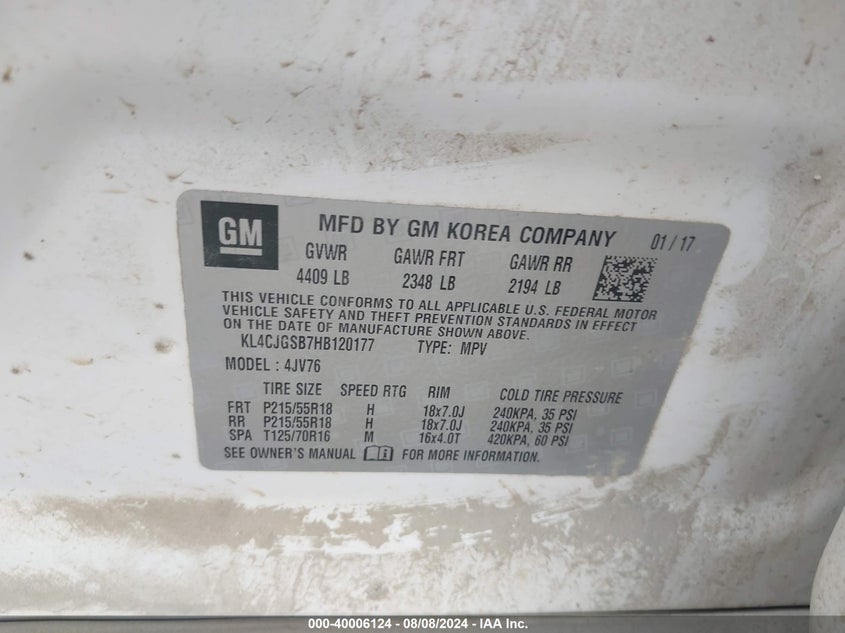 GM
MFD BY GM KOREA COMPANY 01/17
GVWR GAWR FRT GAWR RR
4409 LB 2348 LB 2194 LB
THIS VEHICLE CONFORMS TO ALL APPLICABLE U.S. FEDERAL MOTOR
VEHICLE SAFETY AND THEFT PREVENTION STANDARDS IN EFFECT
ON THE DATE OF MANUFACTURE SHOWN ABOVE.
KL4CJGSB7HB120177 TYPE: MPV
MODEL : 4JV76
TIRE SIZE SPEED RTG RIM COLD TIRE PRESSURE
FRT P215/55R18 H 18x7.0J 240KPA, 35 PSI
RR P215/55R18 H 18x7.0J 240KPA, 35 PSI
SPA T125/70R16 M 16x4.0T 420KPA, 60 PSI
SEE OWNER'S MANUAL FOR MORE INFORMATION.
000-40006124 - 08/08/2024 - IAA Inc.